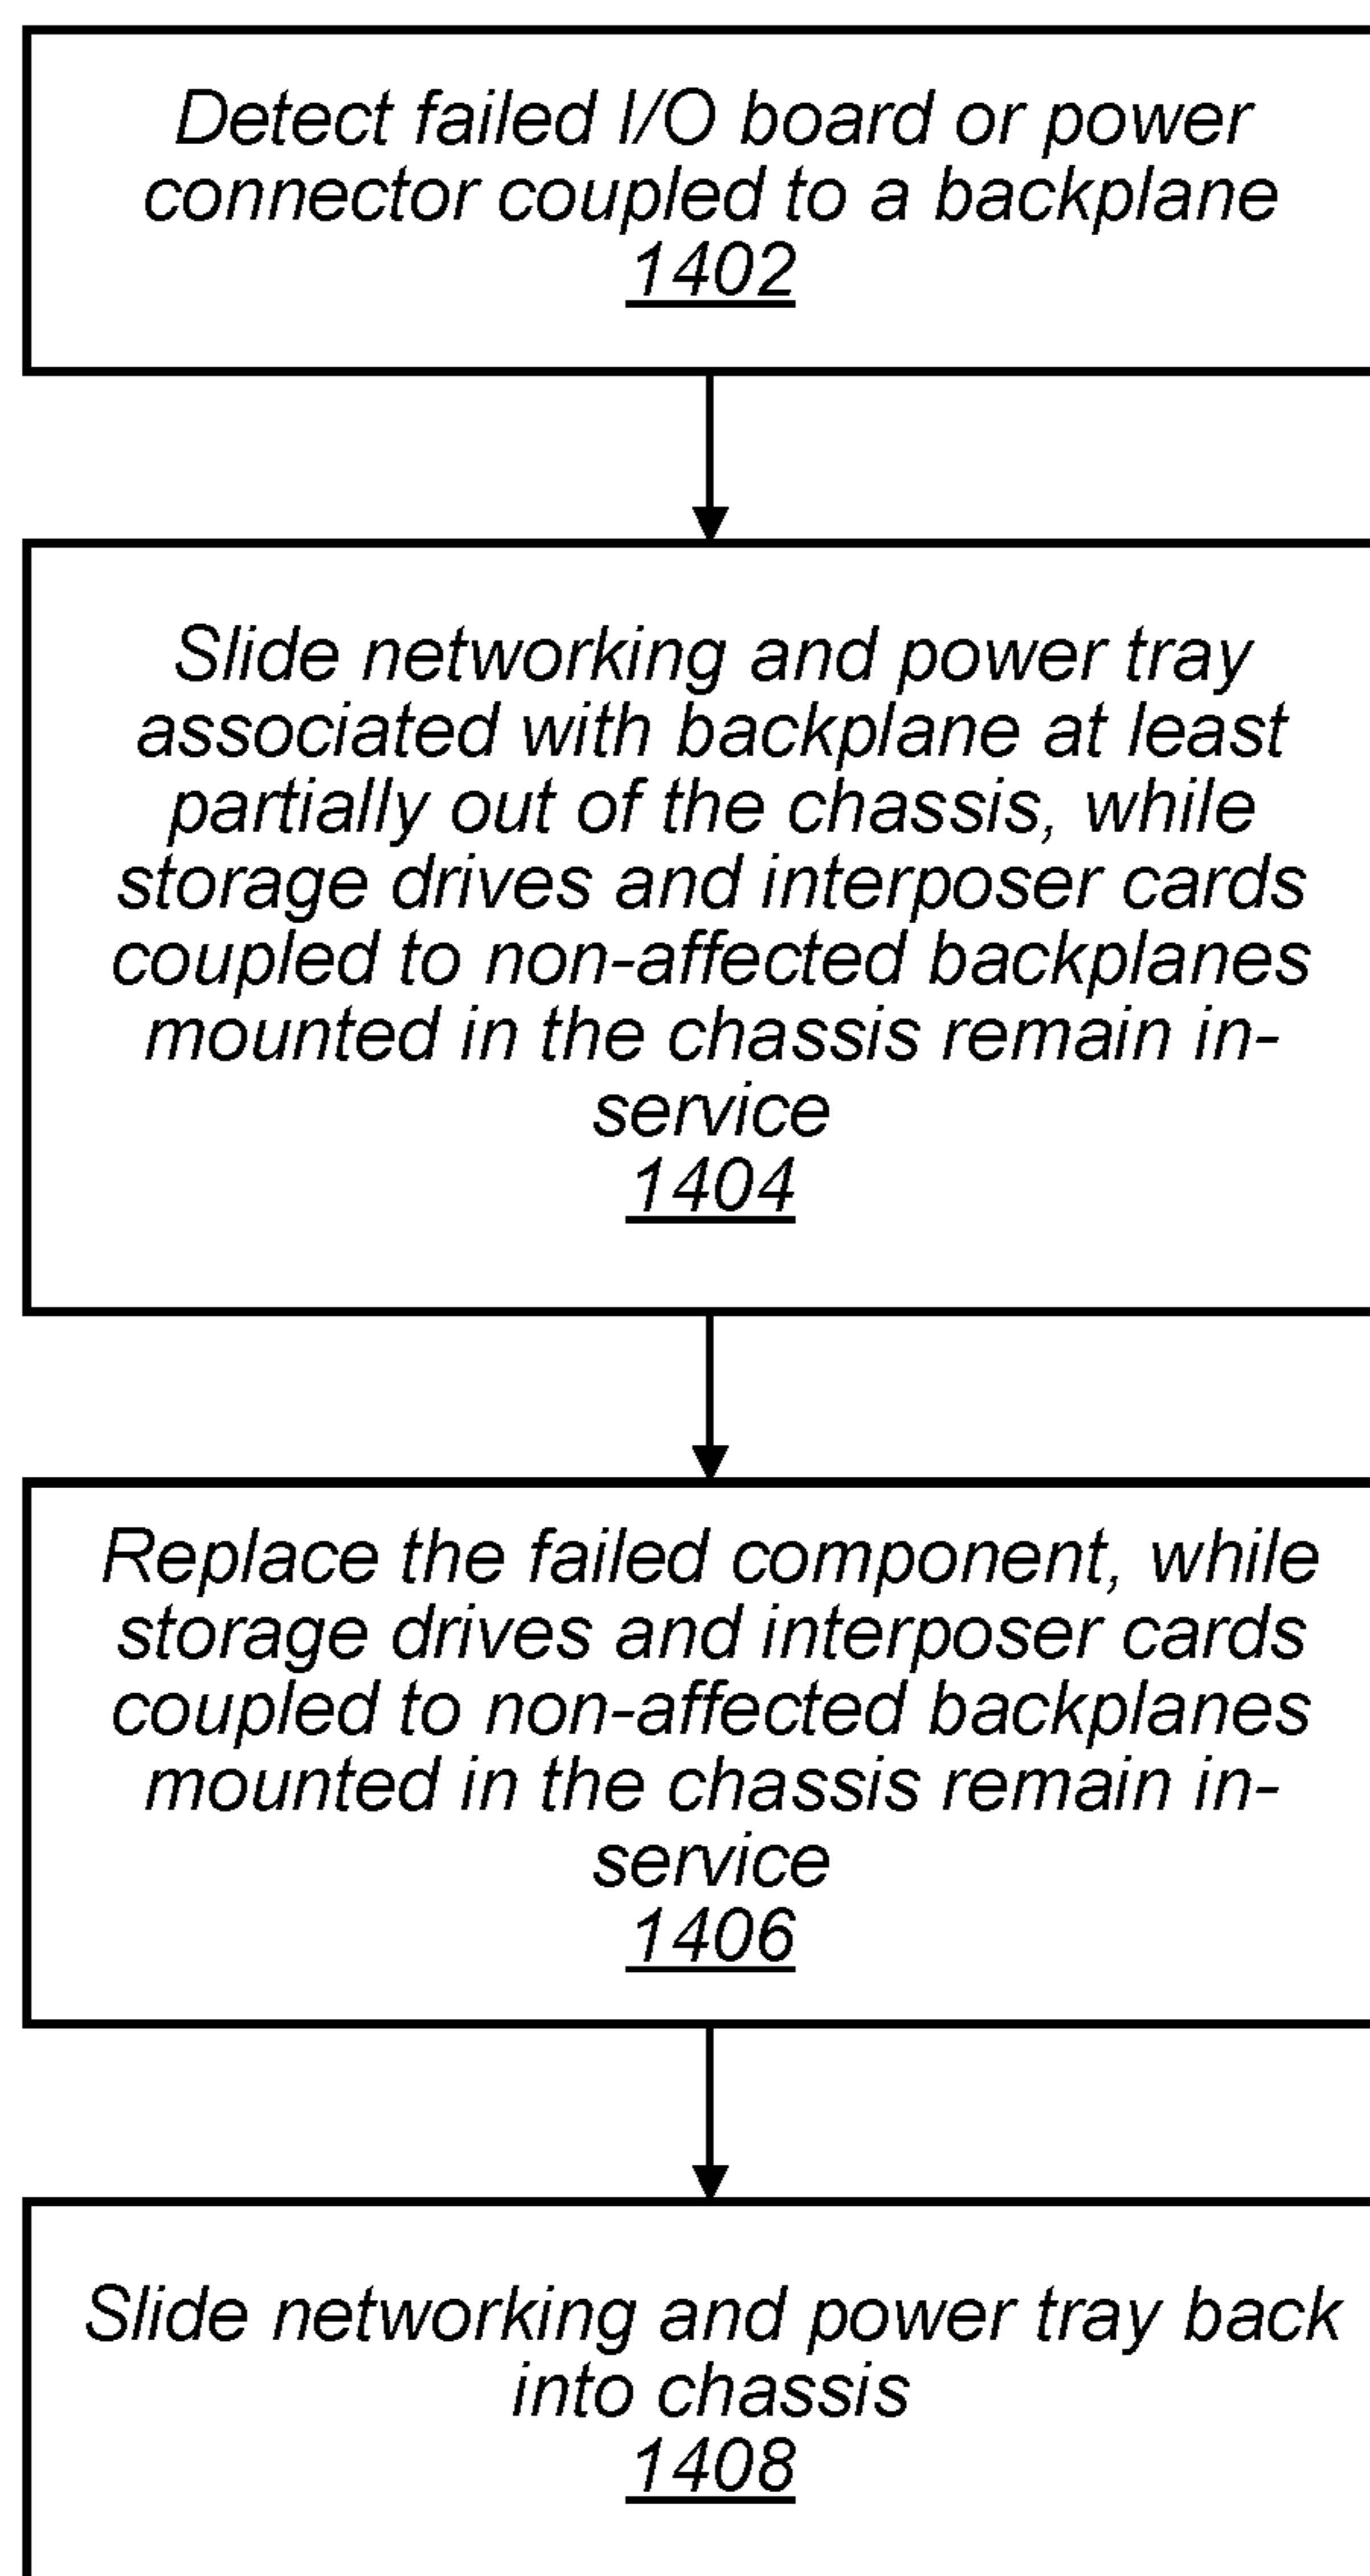 Detect failed I/O board or power
connector coupled to a backplane
1402
Slide networking and power tray
associated with backplane at least
partially out of the chassis, while
storage drives and interposer cards
coupled to non-affected backplanes
mounted in the chassis remain in-
service
1404
Replace the failed component, while
storage drives and interposer cards
coupled to non-affected backplanes
mounted in the chassis remain in-
service
1406
Slide networking and power tray back
into chassis
1408